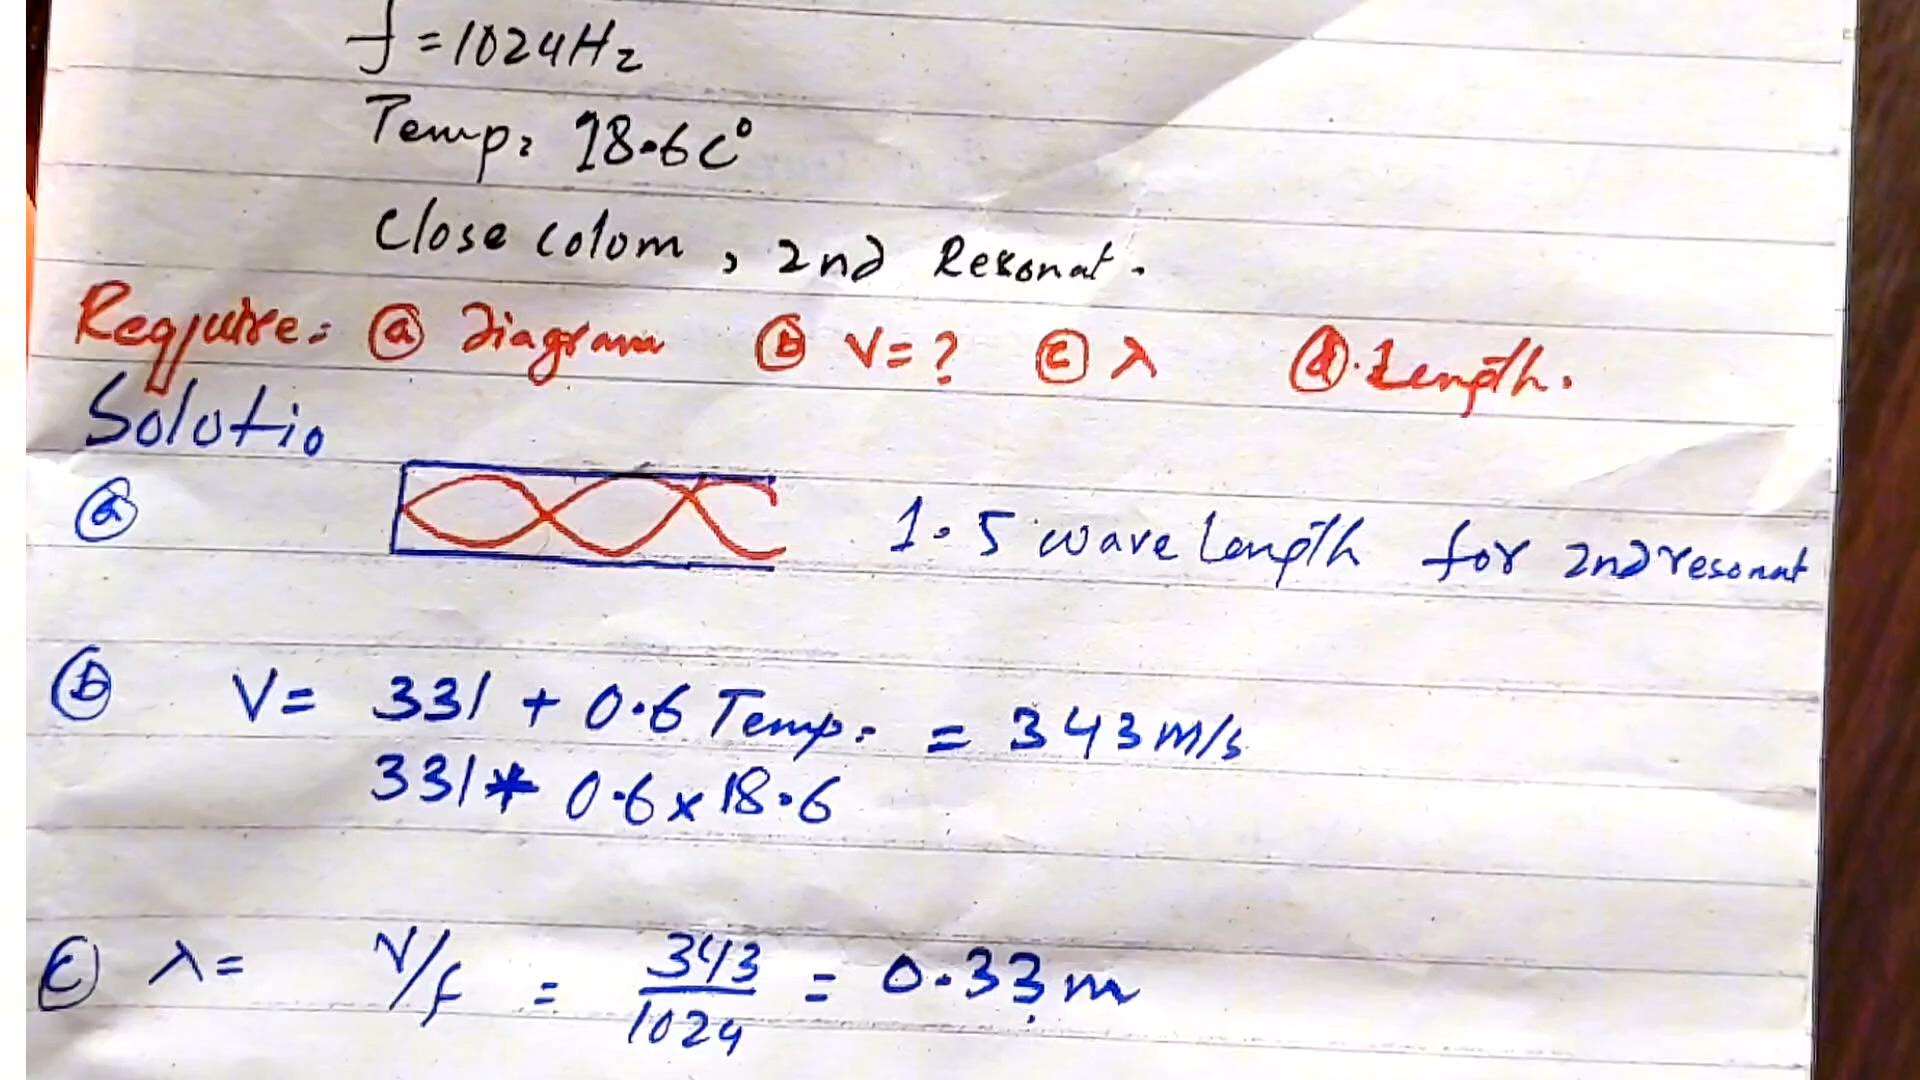 f = 1024Hz
Temp= 18.6 C°
Close colom , 2nd Resonat.
Require= (a) diagram (b) V=? (c) λ (d). Length.
Solutio
(a) 1.5 wave length for 2nd resonat
(b) V= 331 + 0.6 Temp. = 343 m/s
331 + 0.6 x 18.6
(c) λ = V/f = 343/1024 = 0.33 m